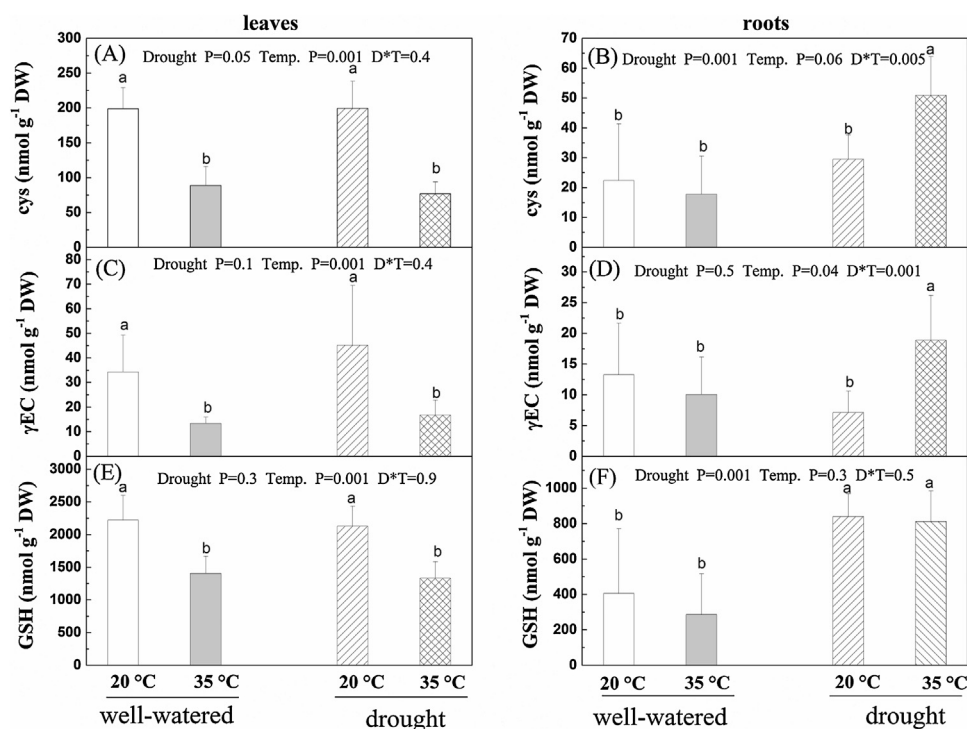 leaves
roots
(A)
Drought P=0.05 Temp. P=0.001 D*T=0.4
cys (nmol g-1 DW)
300
250
200
150
100
50
0
a
b
a
b
(B)
Drought P=0.001 Temp. P=0.06 D*T=0.005
cys (nmol g-1 DW)
70
60
50
40
30
20
10
0
b
b
b
a
(C)
Drought P=0.1 Temp. P=0.001 D*T=0.4
γEC (nmol g-1 DW)
80
70
60
50
40
30
20
10
0
a
b
a
b
(D)
Drought P=0.5 Temp. P=0.04 D*T=0.001
γEC (nmol g-1 DW)
30
25
20
15
10
5
0
b
b
b
a
(E)
Drought P=0.3 Temp. P=0.001 D*T=0.9
GSH (nmol g-1 DW)
3000
2500
2000
1500
1000
500
0
a
b
a
b
(F)
Drought P=0.001 Temp. P=0.3 D*T=0.5
GSH (nmol g-1 DW)
1000
800
600
400
200
0
b
b
a
a
20 °C 35 °C 20 °C 35 °C
well-watered drought
20 °C 35 °C 20 °C 35 °C
well-watered drought